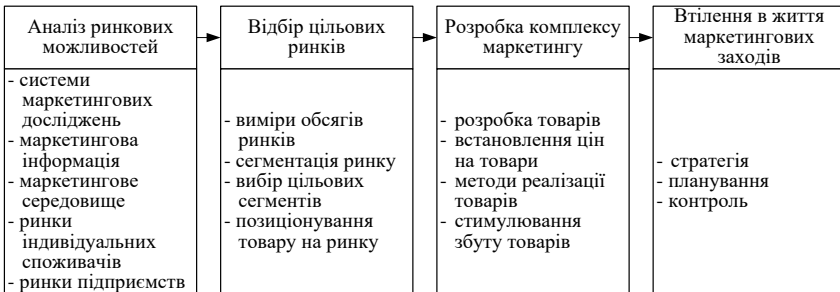 Аналіз ринкових
можливостей
- системи
маркетингових
досліджень
- маркетингова
інформація
- маркетингове
середовище
- ринки
індивідуальних
споживачів
- ринки підприємств
Відбір цільових
ринків
- виміри обсягів
ринків
- сегментація ринку
- вибір цільових
сегментів
- позиціонування
товару на ринку
Розробка комплексу
маркетингу
- розробка товарів
- встановлення цін
на товари
- методи реалізації
товарів
- стимулювання
збуту товарів
Втілення в життя
маркетингових
заходів
- стратегія
- планування
- контроль